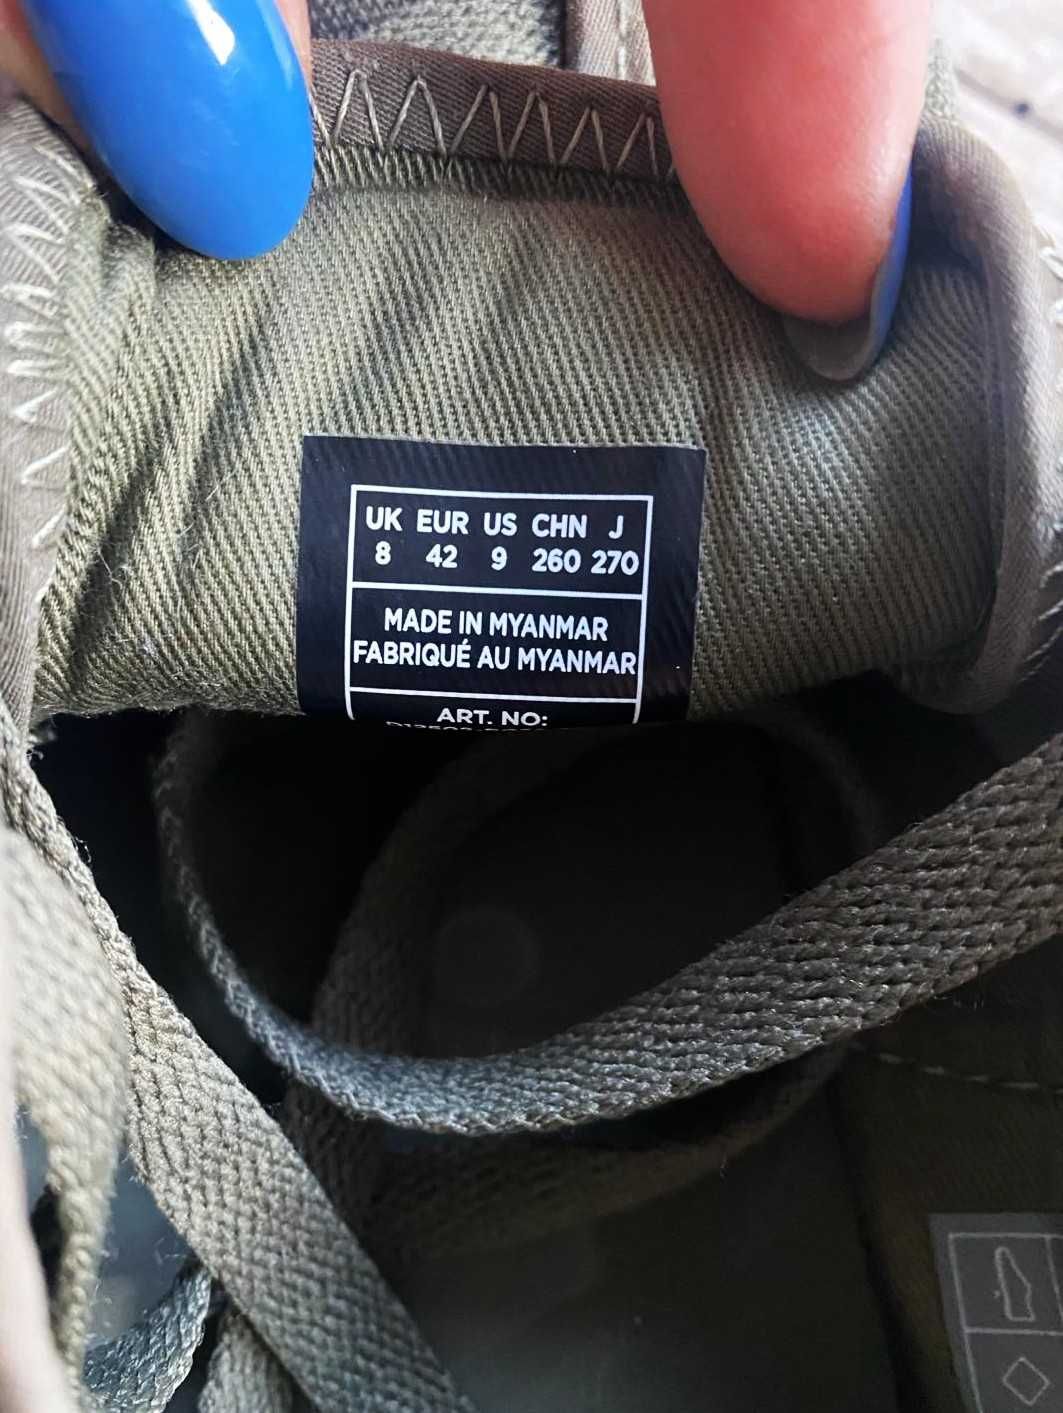 UK EUR US CHN J
8 42 9 260 270
MADE IN MYANMAR
FABRIQUÉ AU MYANMAR
ART. NO: